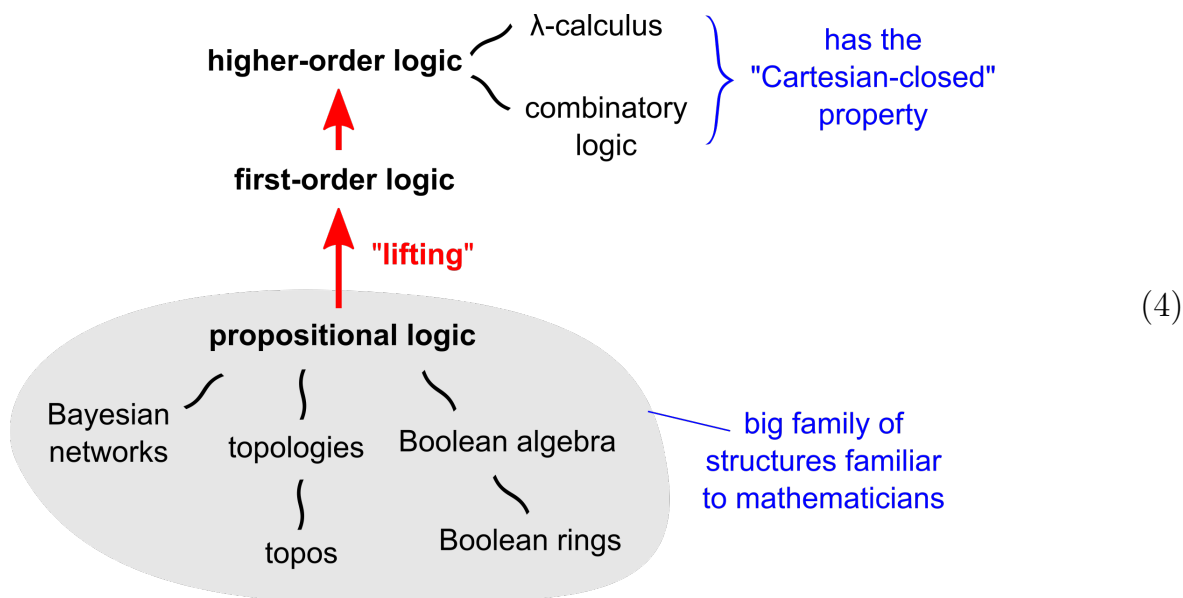 λ-calculus
higher-order logic
combinatory
logic
has the
"Cartesian-closed"
property
first-order logic
"lifting"
(4)
propositional logic
Bayesian
networks
topologies
Boolean algebra
topos
Boolean rings
big family of
structures familiar
to mathematicians